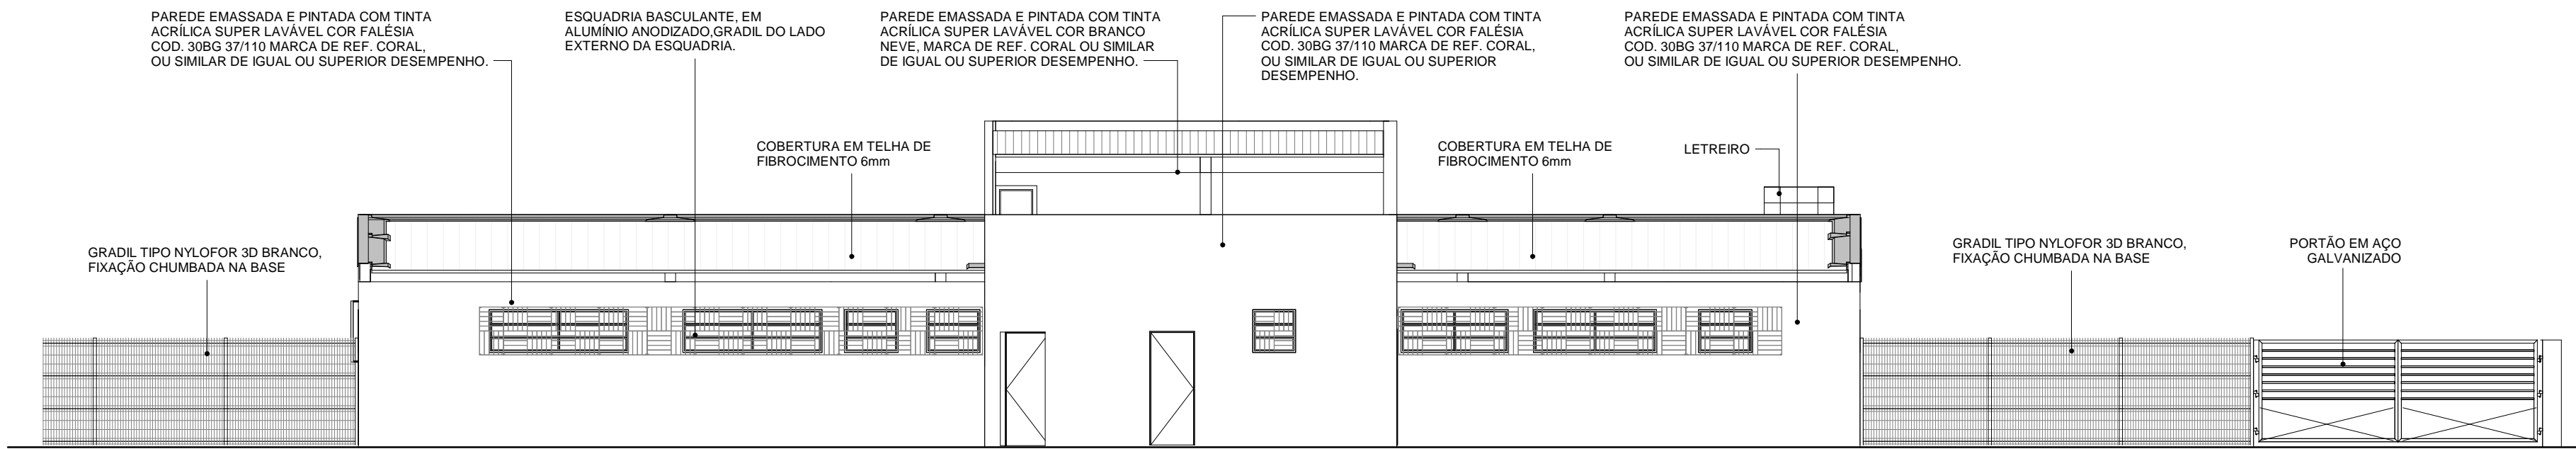 PAREDE EMASSADA E PINTADA COM TINTA
ACRÍLICA SUPER LAVÁVEL COR FALÉSIA
COD. 30BG 37/110 MARCA DE REF. CORAL,
OU SIMILAR DE IGUAL OU SUPERIOR DESEMPENHO.
ESQUADRIA BASCULANTE, EM
ALUMÍNIO ANODIZADO,GRADIL DO LADO
EXTERNO DA ESQUADRIA.
PAREDE EMASSADA E PINTADA COM TINTA
ACRÍLICA SUPER LAVÁVEL COR BRANCO
NEVE, MARCA DE REF. CORAL OU SIMILAR
DE IGUAL OU SUPERIOR DESEMPENHO.
PAREDE EMASSADA E PINTADA COM TINTA
ACRÍLICA SUPER LAVÁVEL COR FALÉSIA
COD. 30BG 37/110 MARCA DE REF. CORAL,
OU SIMILAR DE IGUAL OU SUPERIOR
DESEMPENHO.
PAREDE EMASSADA E PINTADA COM TINTA
ACRÍLICA SUPER LAVÁVEL COR FALÉSIA
COD. 30BG 37/110 MARCA DE REF. CORAL,
OU SIMILAR DE IGUAL OU SUPERIOR DESEMPENHO.
COBERTURA EM TELHA DE
FIBROCIMENTO 6mm
COBERTURA EM TELHA DE
FIBROCIMENTO 6mm
LETREIRO
GRADIL TIPO NYLOFOR 3D BRANCO,
FIXAÇÃO CHUMBADA NA BASE
GRADIL TIPO NYLOFOR 3D BRANCO,
FIXAÇÃO CHUMBADA NA BASE
PORTÃO EM AÇO
GALVANIZADO